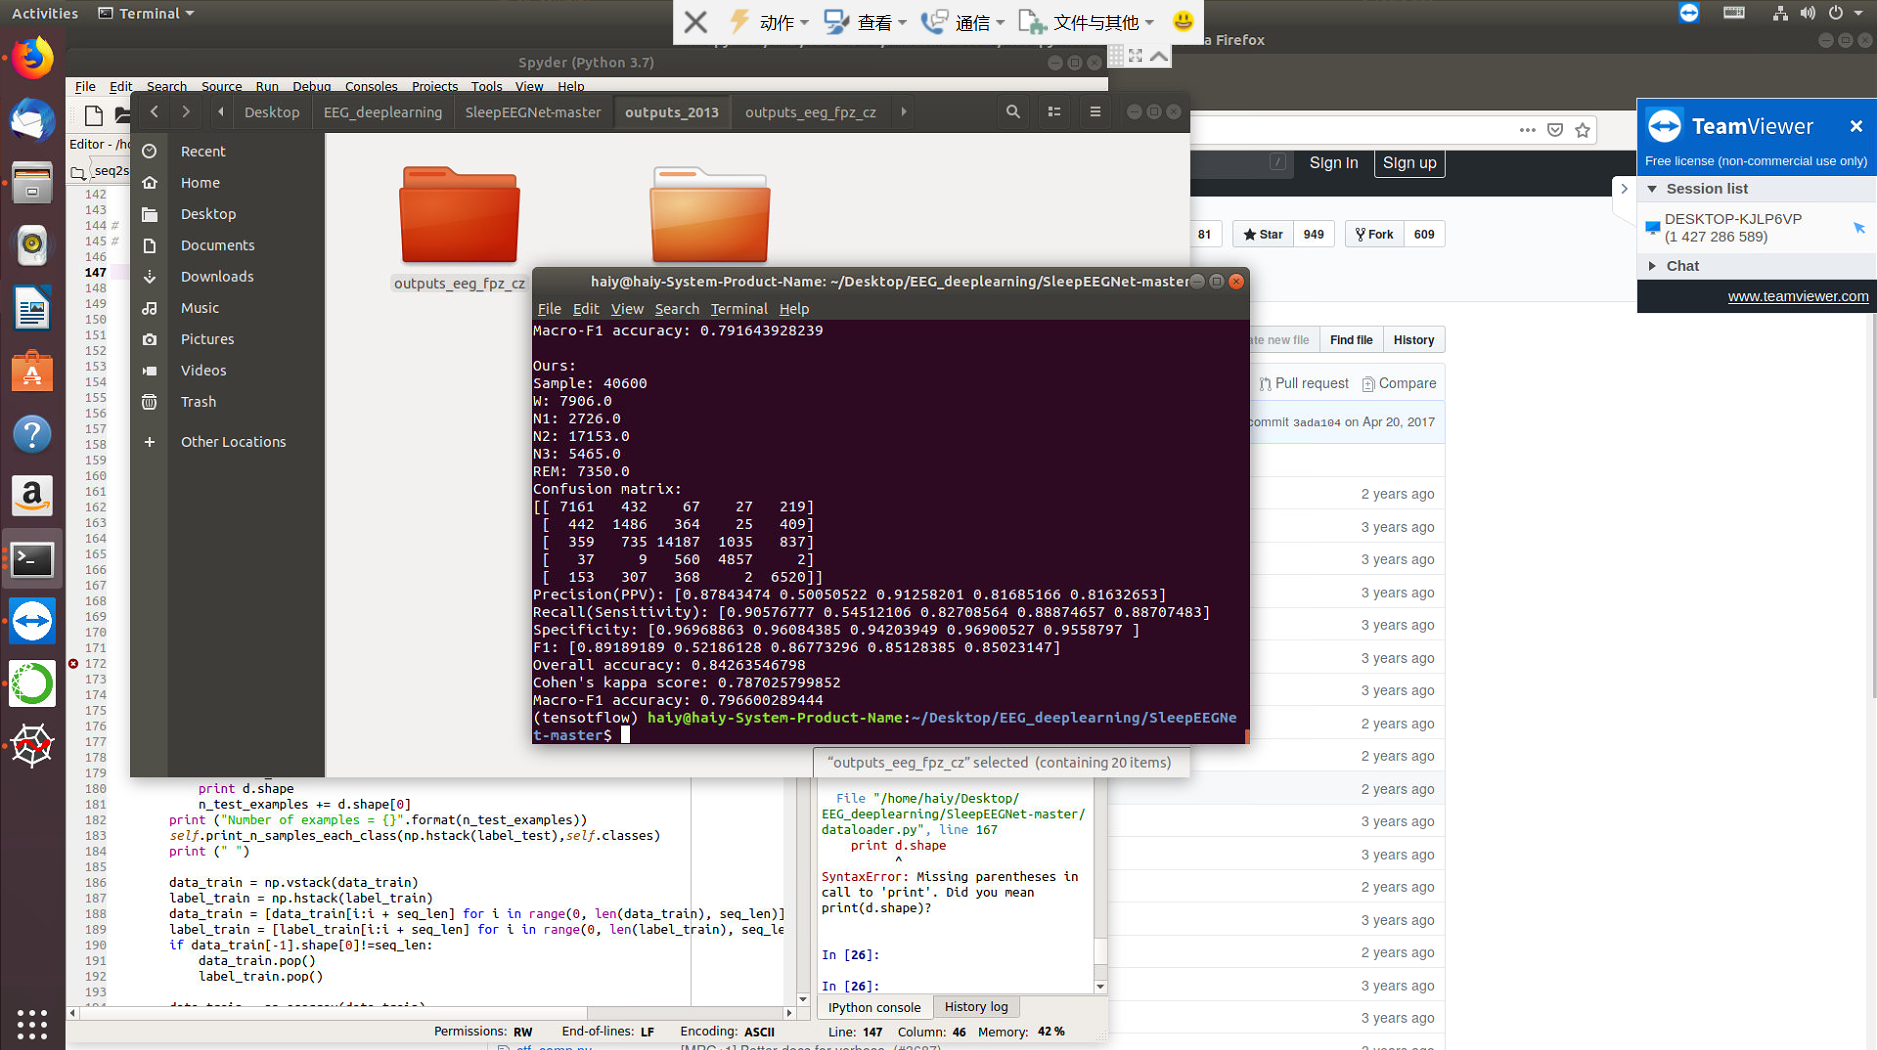 Activities
Terminal
动作
查看
通信
文件与其他
a Firefox
Spyder (Python 3.7)
File Edit Search Source Run Debug Consoles Projects Tools View Help
Desktop EEG_deeplearning SleepEEGNet-master outputs_2013 outputs_eeg_fpz_cz
Editor - /ho
seq2s
Recent
Home
Desktop
Documents
Downloads
Music
Pictures
Videos
Trash
Other Locations
outputs_eeg_fpz_cz
142
143
144 #
145 #
146
147
148
149
150
151
152
153
154
155
156
157
158
159
160
161
162
163
164
165
166
167
168
169
170
171
172
173
174
175
176
177
178
179
180 print d.shape
181 n_test_examples += d.shape[0]
182 print ("Number of examples = {}".format(n_test_examples))
183 self.print_n_samples_each_class(np.hstack(label_test),self.classes)
184 print (" ")
185
186 data_train = np.vstack(data_train)
187 label_train = np.hstack(label_train)
188 data_train = [data_train[i:i + seq_len] for i in range(0, len(data_train), seq_len)]
189 label_train = [label_train[i:i + seq_len] for i in range(0, len(label_train), seq_le
190 if data_train[-1].shape[0]!=seq_len:
191 data_train.pop()
192 label_train.pop()
193
haiy@haiy-System-Product-Name: ~/Desktop/EEG_deeplearning/SleepEEGNet-master
File Edit View Search Terminal Help
Macro-F1 accuracy: 0.791643928239
Ours:
Sample: 40600
W: 7906.0
N1: 2726.0
N2: 17153.0
N3: 5465.0
REM: 7350.0
Confusion matrix:
[[ 7161 432 67 27 219]
[ 442 1486 364 25 409]
[ 359 735 14187 1035 837]
[ 37 9 560 4857 2]
[ 153 307 368 2 6520]]
Precision(PPV): [0.87843474 0.50050522 0.91258201 0.81685166 0.81632653]
Recall(Sensitivity): [0.90576777 0.54512106 0.82708564 0.88874657 0.88707483]
Specificity: [0.96968863 0.96084385 0.94203949 0.96900527 0.9558797 ]
F1: [0.89189189 0.52186128 0.86773296 0.85128385 0.85023147]
Overall accuracy: 0.84263546798
Cohen's kappa score: 0.787025799852
Macro-F1 accuracy: 0.796600289444
(tensotflow) haiy@haiy-System-Product-Name:~/Desktop/EEG_deeplearning/SleepEEGNe
t-master$
“outputs_eeg_fpz_cz” selected (containing 20 items)
File "/home/haiy/Desktop/
EEG_deeplearning/SleepEEGNet-master/
dataloader.py", line 167
print d.shape
^
SyntaxError: Missing parentheses in
call to 'print'. Did you mean
print(d.shape)?
In [26]:
In [26]:
IPython console History log
Permissions: RW End-of-lines: LF Encoding: ASCII Line: 147 Column: 46 Memory: 42 %
/
Sign in Sign up
81 Star 949 Fork 609
ate new file Find file History
Pull request Compare
commit 3ada104 on Apr 20, 2017
2 years ago
3 years ago
3 years ago
3 years ago
3 years ago
3 years ago
3 years ago
2 years ago
2 years ago
2 years ago
3 years ago
3 years ago
2 years ago
3 years ago
2 years ago
3 years ago
3 years ago
TeamViewer
Free license (non-commercial use only)
Session list
DESKTOP-KJLP6VP
(1 427 286 589)
Chat
www.teamviewer.com